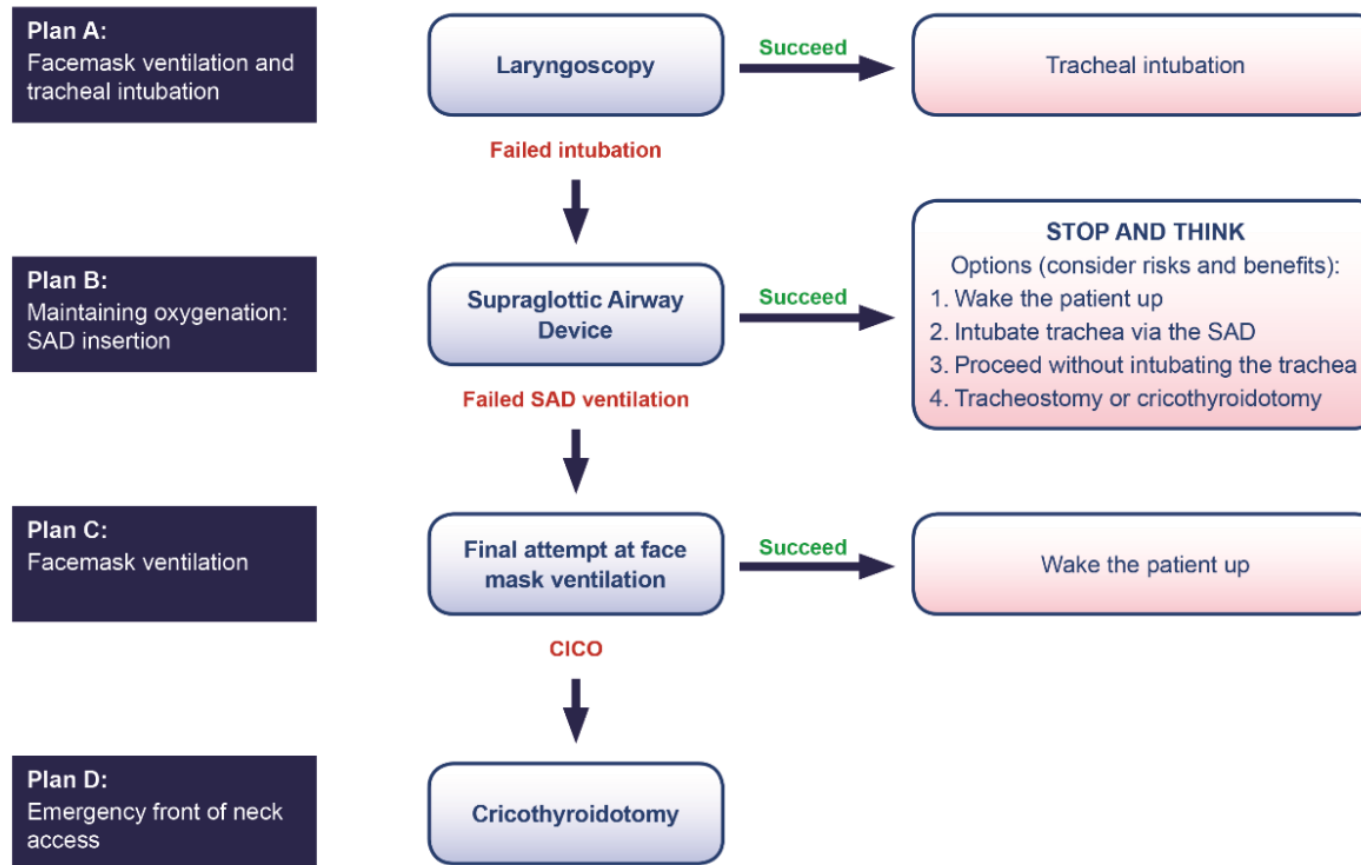 Plan A:
Facemask ventilation and
tracheal intubation
Laryngoscopy
Succeed
Tracheal intubation
Failed intubation
Plan B:
Maintaining oxygenation:
SAD insertion
Supraglottic Airway
Device
Succeed
STOP AND THINK
Options (consider risks and benefits):
1. Wake the patient up
2. Intubate trachea via the SAD
3. Proceed without intubating the trachea
4. Tracheostomy or cricothyroidotomy
Failed SAD ventilation
Plan C:
Facemask ventilation
Final attempt at face
mask ventilation
Succeed
Wake the patient up
CICO
Plan D:
Emergency front of neck
access
Cricothyroidotomy